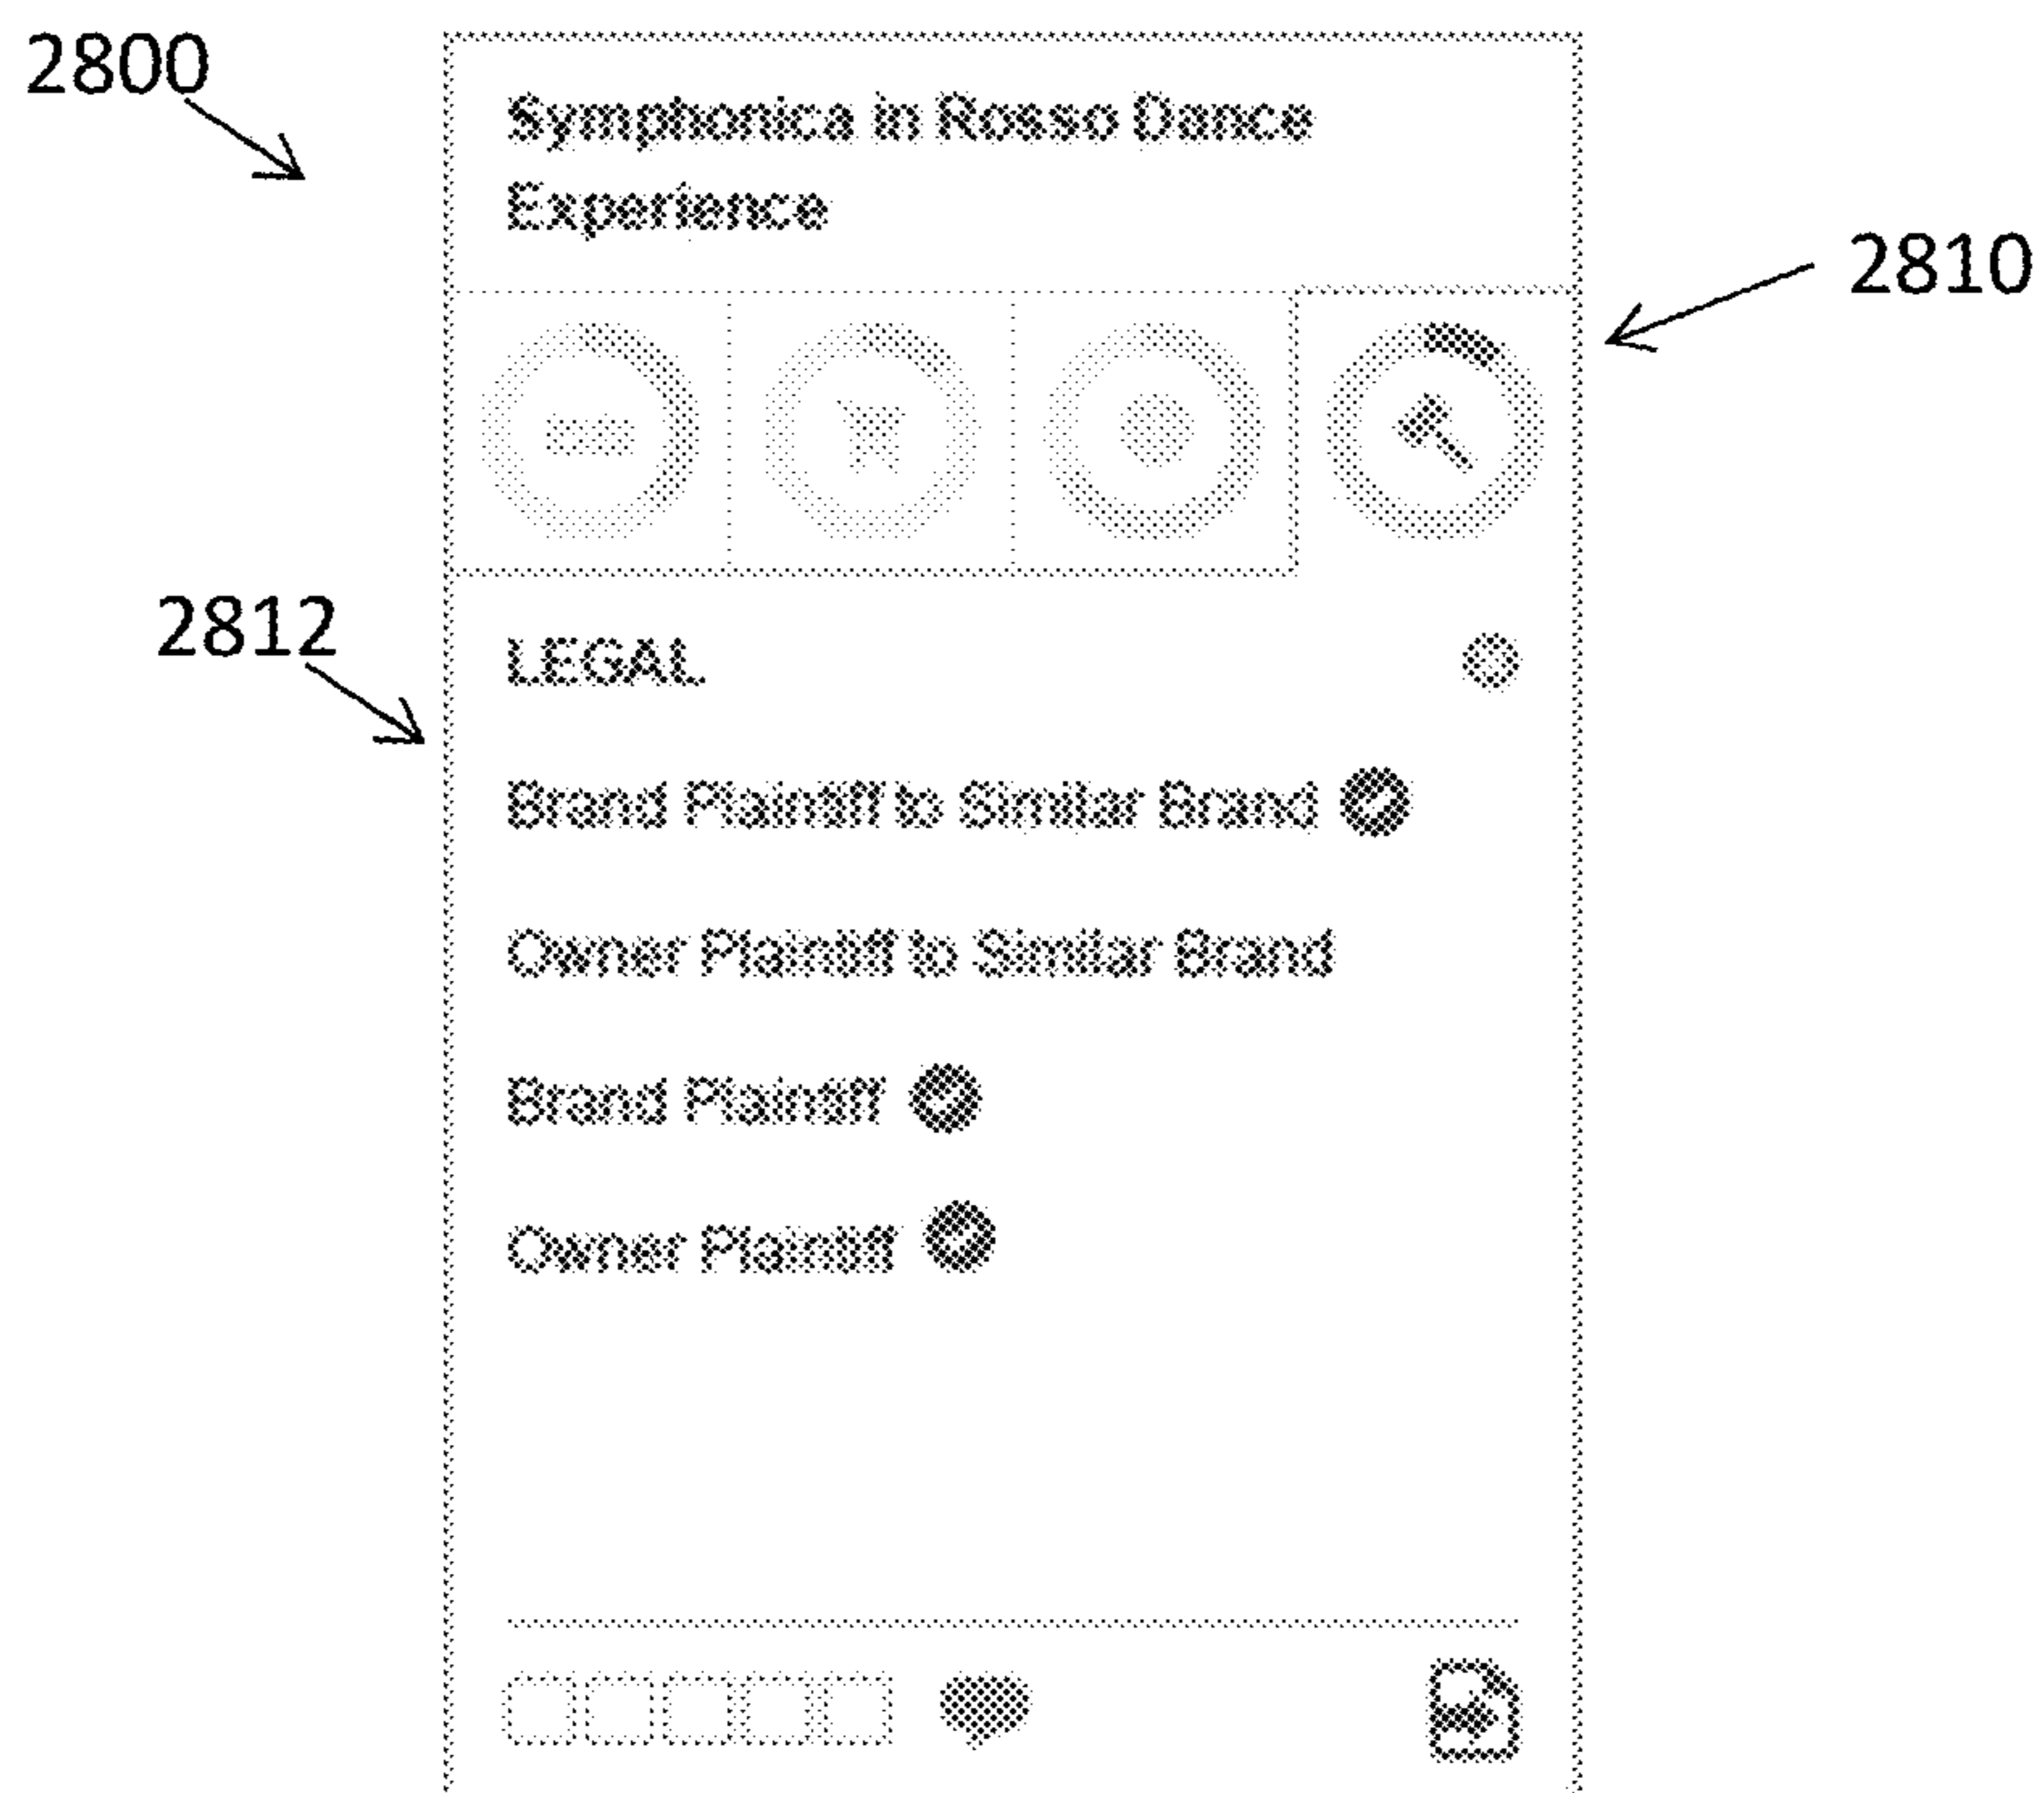 2800
Symphonica in Rosso Dance
Experience
2810
2812
LEGAL
Brand Plaintiff to Similar Brand
Owner Plaintiff to Similar Brand
Brand Plaintiff
Owner Plaintiff